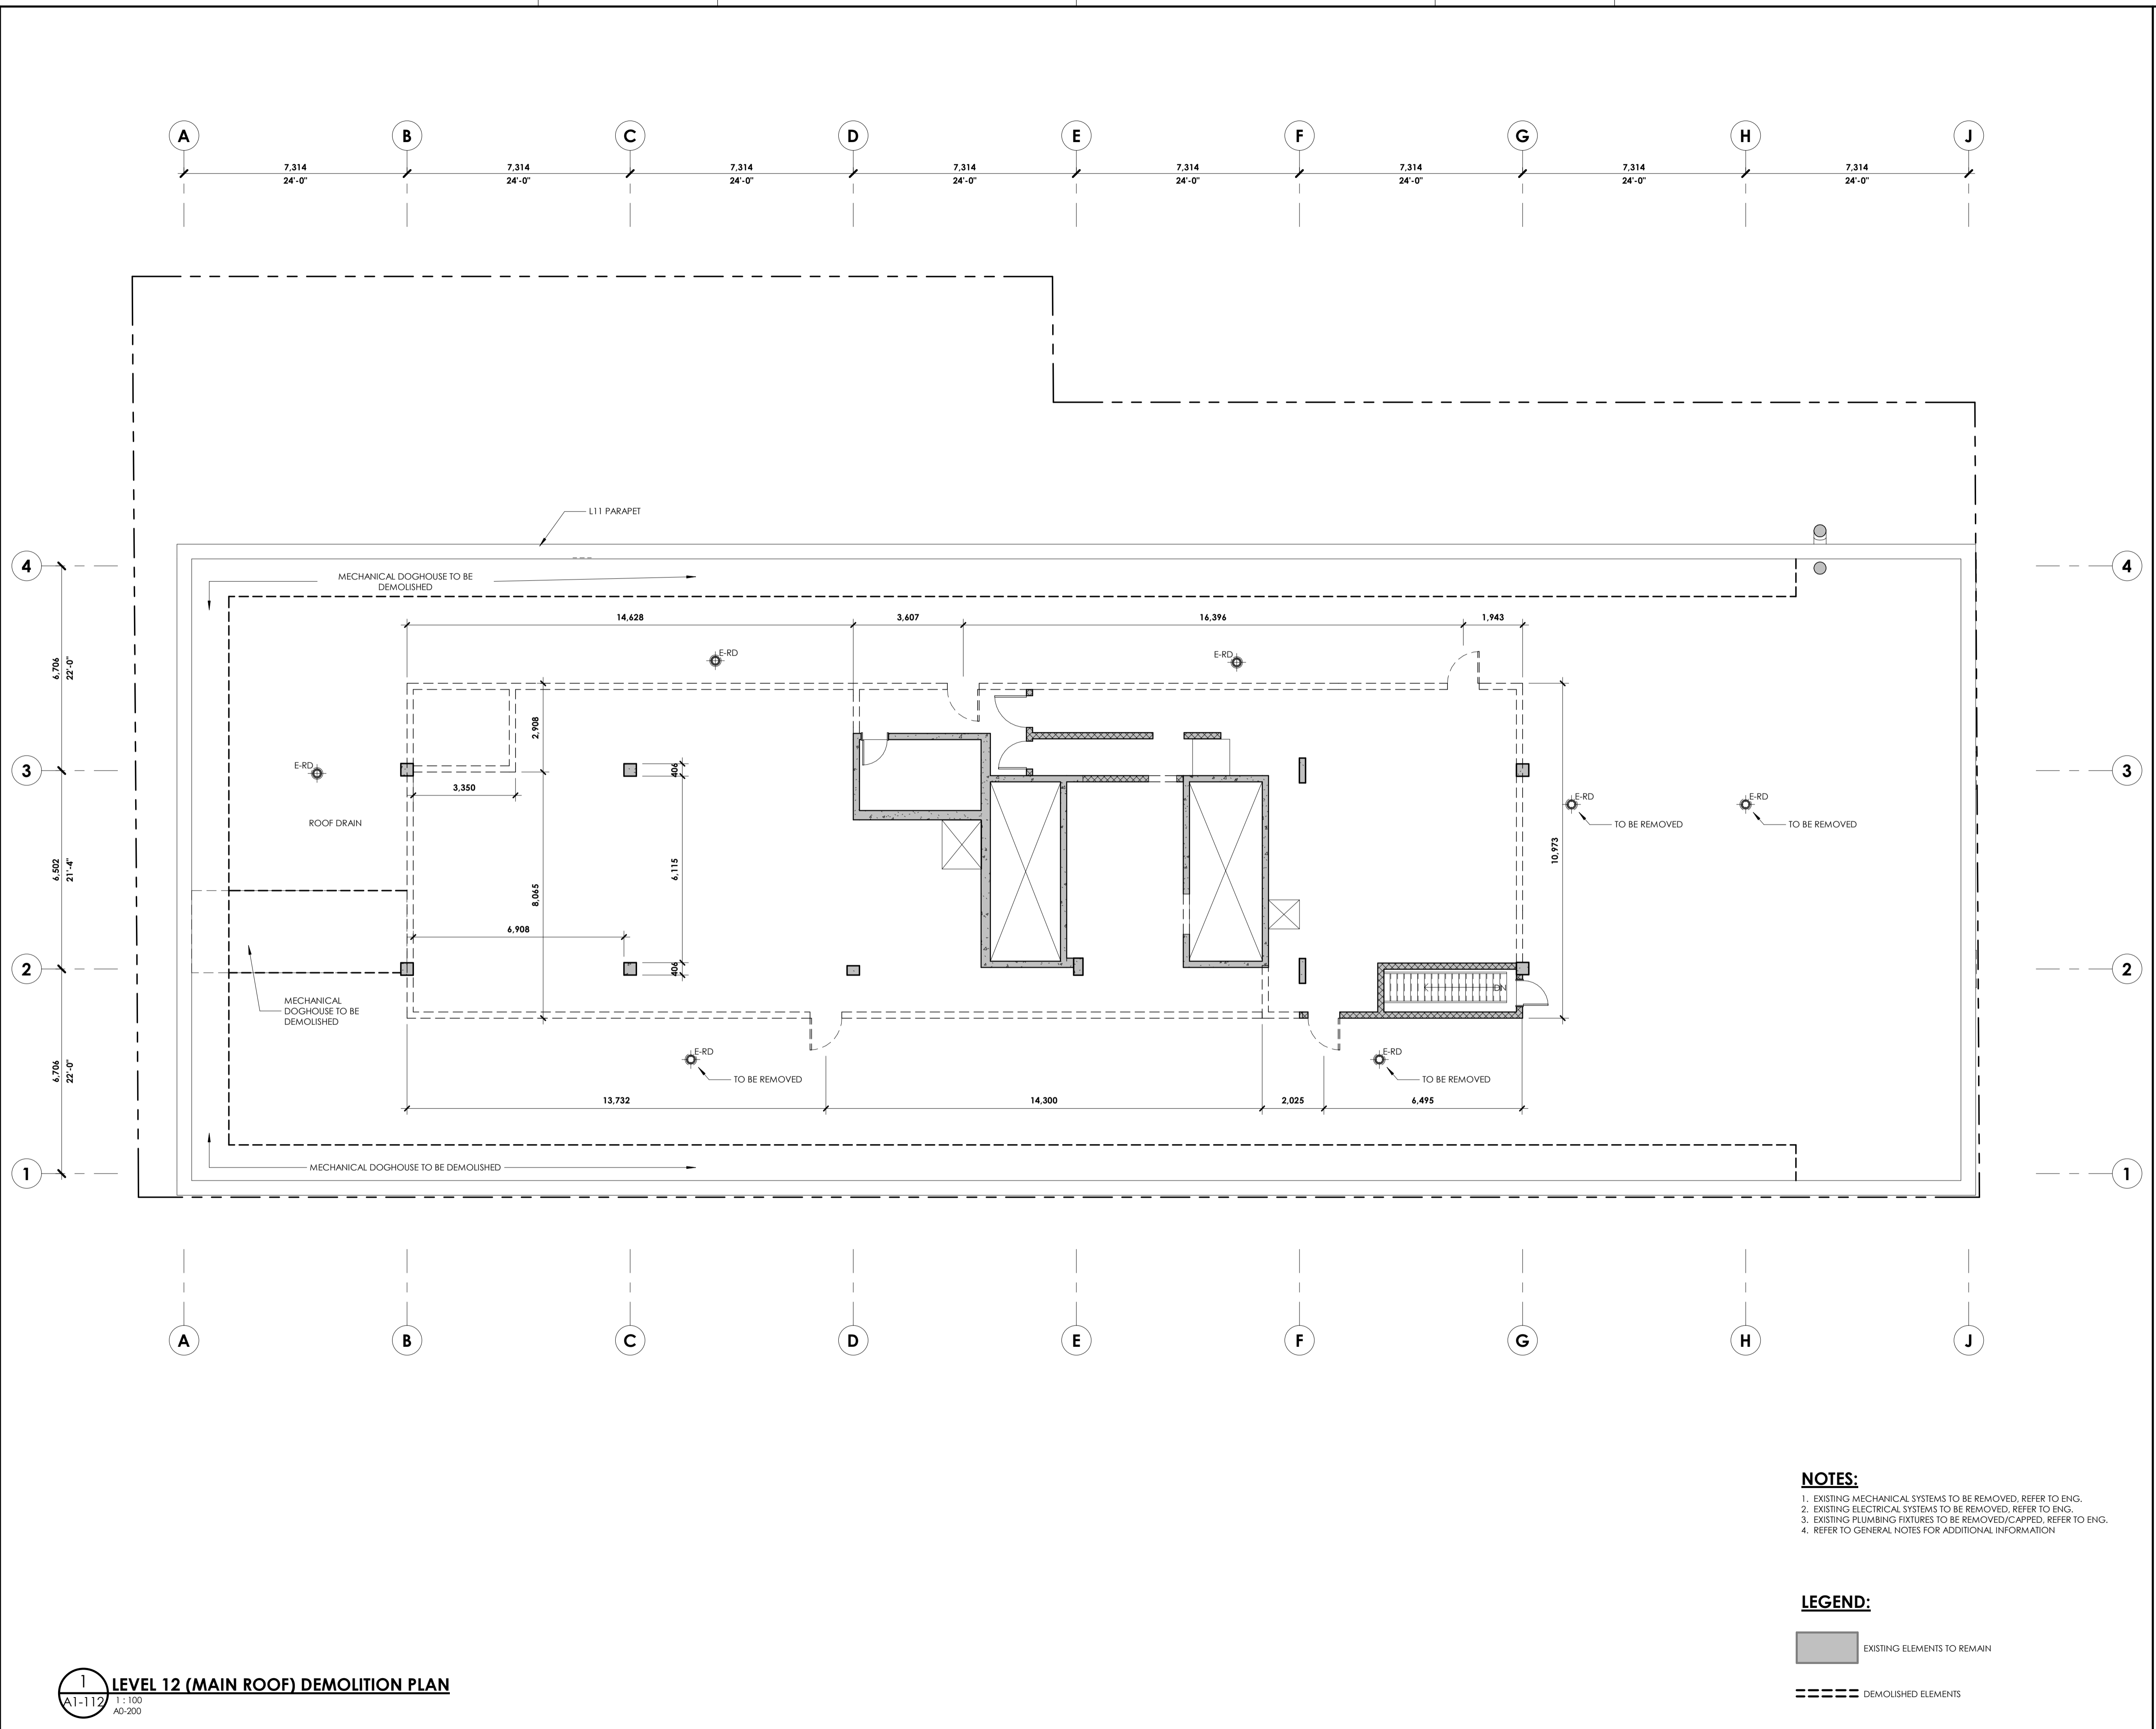 A B C D E F G H J
7,314 7,314 7,314 7,314 7,314 7,314 7,314 7,314
24'-0" 24'-0" 24'-0" 24'-0" 24'-0" 24'-0" 24'-0" 24'-0"
L11 PARAPET
4 4
MECHANICAL DOGHOUSE TO BE
DEMOLISHED
14,628 3,607 16,396 1,943
E-RD E-RD
6,706
22'-0"
2,908
3 3
E-RD
406
3,350
E-RD E-RD
ROOF DRAIN
TO BE REMOVED TO BE REMOVED
10,973
6,502
21'-4"
6,115
8,065
6,908
2 2
406
DN
MECHANICAL
DOGHOUSE TO BE
DEMOLISHED
E-RD E-RD
6,706
22'-0"
TO BE REMOVED TO BE REMOVED
13,732 14,300 2,025 6,495
MECHANICAL DOGHOUSE TO BE DEMOLISHED
1 1
A B C D E F G H J
NOTES:
1. EXISTING MECHANICAL SYSTEMS TO BE REMOVED, REFER TO ENG.
2. EXISTING ELECTRICAL SYSTEMS TO BE REMOVED, REFER TO ENG.
3. EXISTING PLUMBING FIXTURES TO BE REMOVED/CAPPED, REFER TO ENG.
4. REFER TO GENERAL NOTES FOR ADDITIONAL INFORMATION
LEGEND:
EXISTING ELEMENTS TO REMAIN
DEMOLISHED ELEMENTS
1
LEVEL 12 (MAIN ROOF) DEMOLITION PLAN
A1-112
1 : 100
A0-200